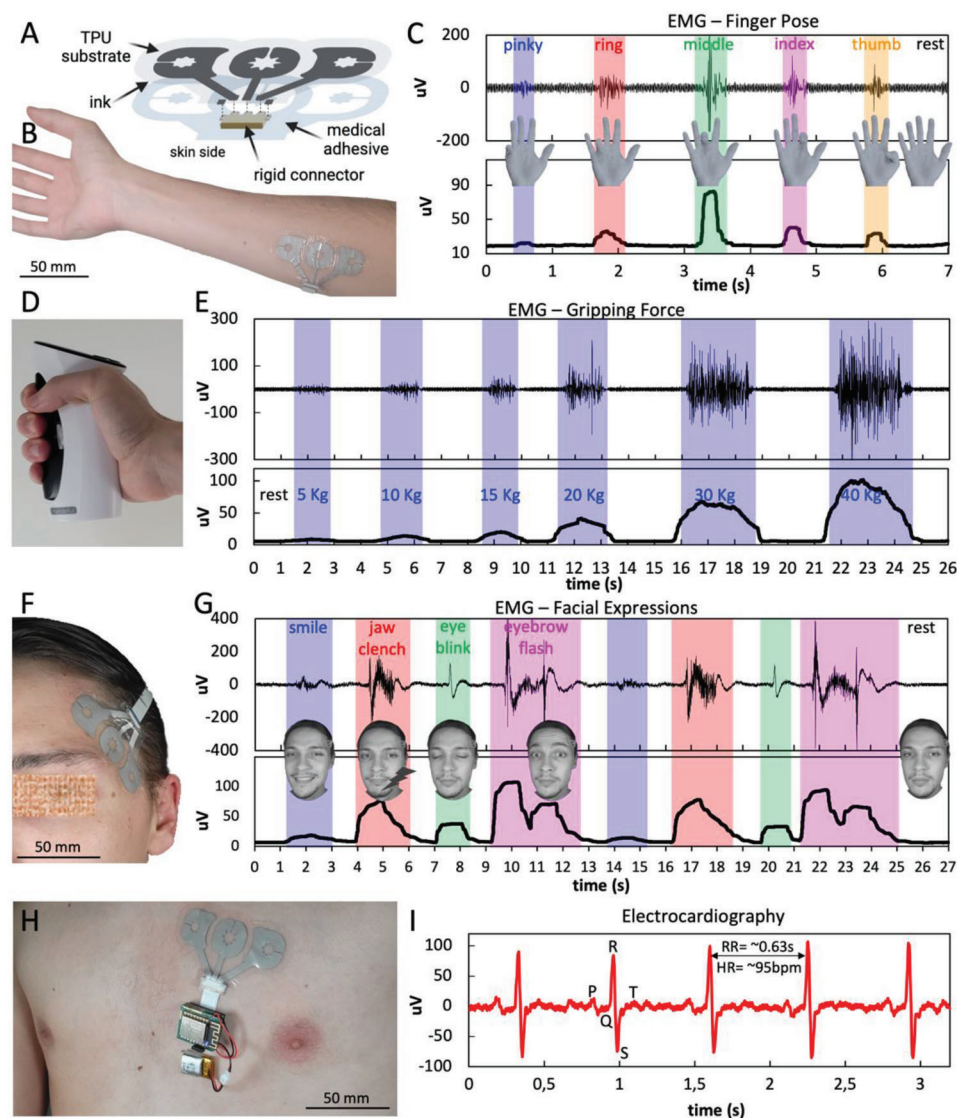 A
TPU
substrate
ink
medical
adhesive
skin side
rigid connector
B
50 mm
C
EMG – Finger Pose
pinky ring middle index thumb rest
200
0
-200
uV
90
50
10
uV
0 1 2 3 4 5 6 7
time (s)
D
E
EMG – Gripping Force
300
100
-100
-300
uV
rest 5 Kg 10 Kg 15 Kg 20 Kg 30 Kg 40 Kg
100
50
0
uV
0 1 2 3 4 5 6 7 8 9 10 11 12 13 14 15 16 17 18 19 20 21 22 23 24 25 26
time (s)
F
50 mm
G
EMG – Facial Expressions
smile jaw eye eyebrow rest
clench blink flash
400
200
0
-200
-400
uV
100
50
0
uV
0 1 2 3 4 5 6 7 8 9 10 11 12 13 14 15 16 17 18 19 20 21 22 23 24 25 26 27
time (s)
H
50 mm
I
Electrocardiography
100
50
0
-50
-100
uV
R
P
T
Q
S
RR= ~0.63s
HR= ~95bpm
0 0,5 1 1,5 2 2,5 3
time (s)